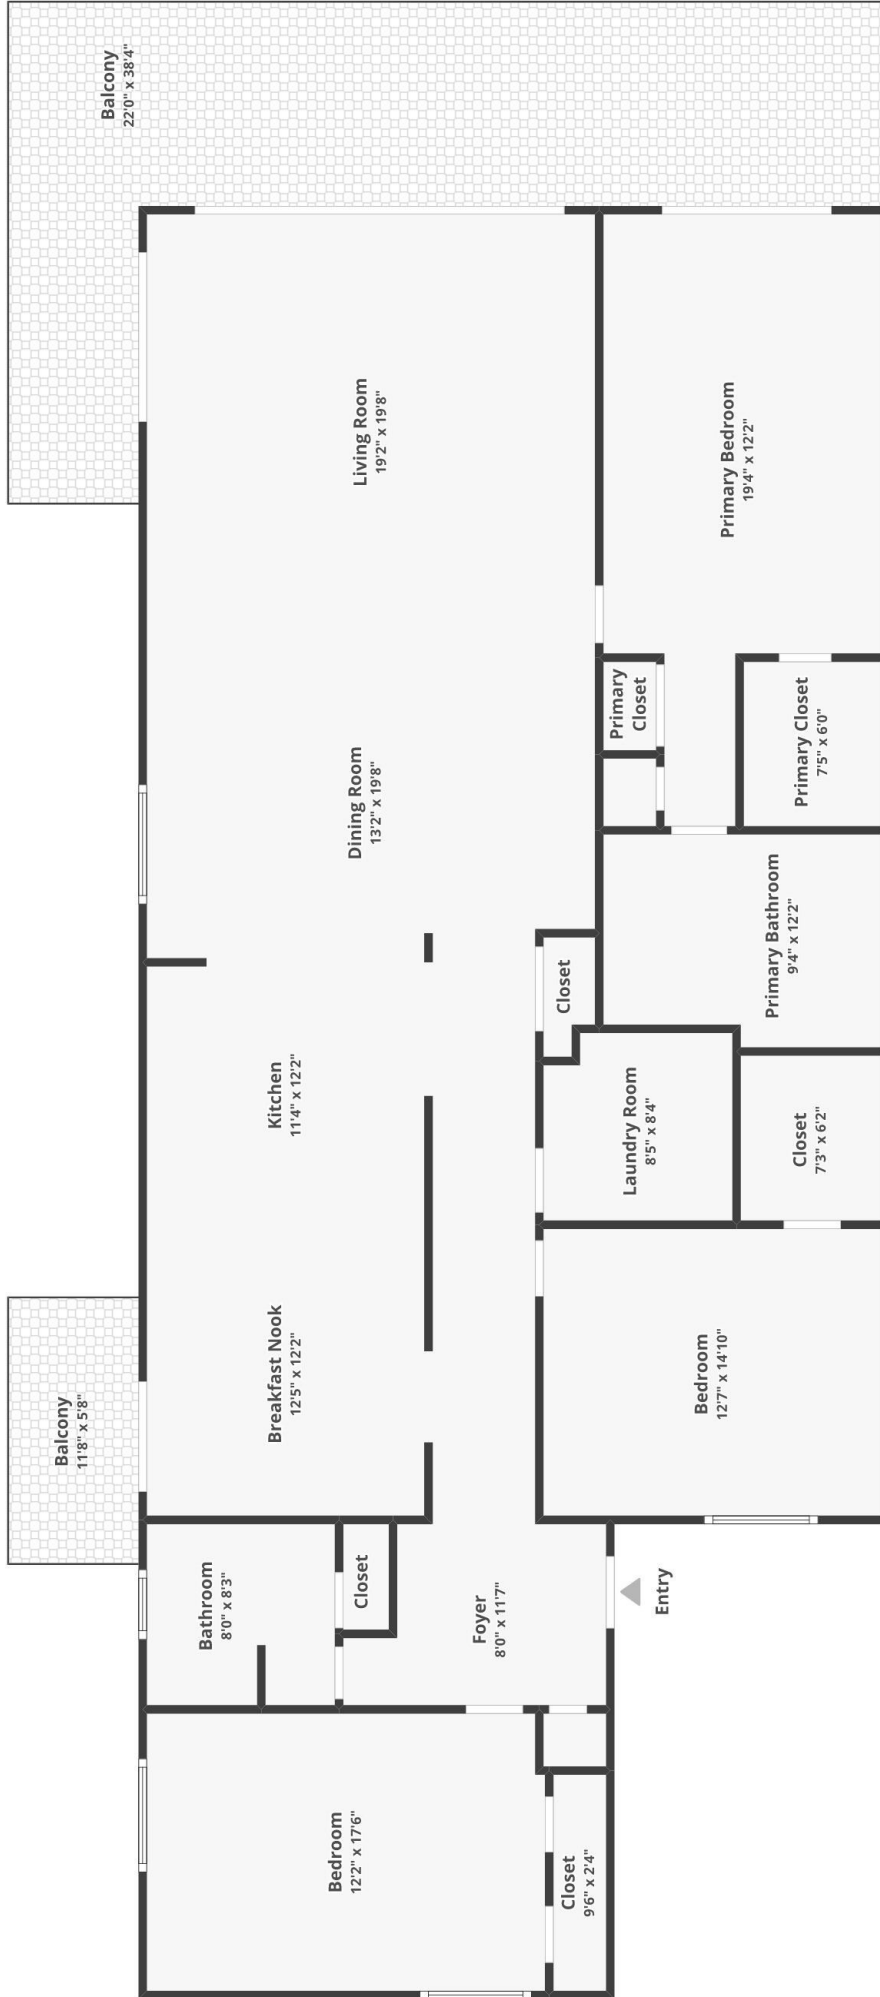 Balcony
22'0" x 38'4"
Living Room
19'2" x 19'8"
Primary Bedroom
19'4" x 12'2"
Primary
Closet
Primary Closet
7'5" x 6'0"
Dining Room
13'2" x 19'8"
Primary Bathroom
9'4" x 12'2"
Closet
Kitchen
11'4" x 12'2"
Laundry Room
8'5" x 8'4"
Closet
7'3" x 6'2"
Breakfast Nook
12'5" x 12'2"
Bedroom
12'7" x 14'10"
Balcony
11'8" x 5'8"
Bathroom
8'0" x 8'3"
Closet
Foyer
8'0" x 11'7"
Entry
Bedroom
12'2" x 17'6"
Closet
9'6" x 2'4"